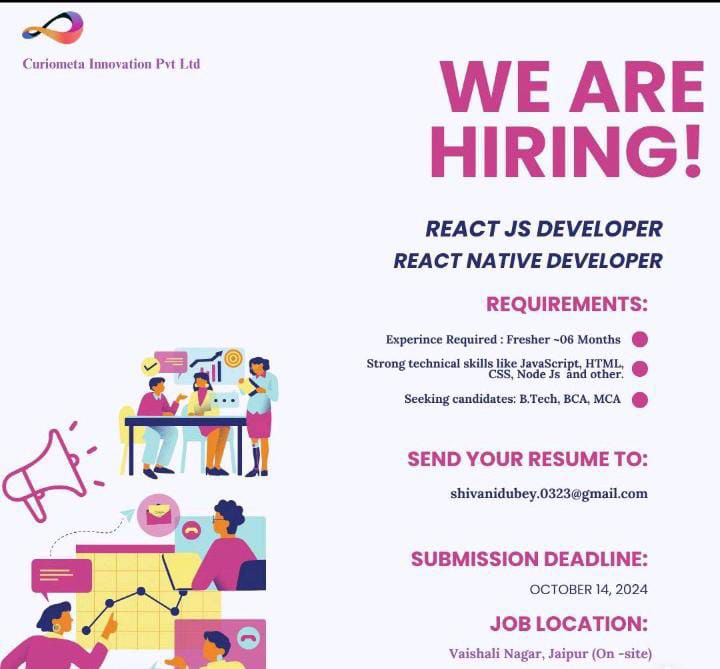 Curiometa Innovation Pvt Ltd
WE ARE
HIRING!
REACT JS DEVELOPER
REACT NATIVE DEVELOPER
REQUIREMENTS:
Experince Required : Fresher ~06 Months
Strong technical skills like JavaScript, HTML,
CSS, Node Js and other.
Seeking candidates: B.Tech, BCA, MCA
SEND YOUR RESUME TO:
shivanidubey.0323@gmail.com
SUBMISSION DEADLINE:
OCTOBER 14, 2024
JOB LOCATION:
Vaishali Nagar, Jaipur (On -site)